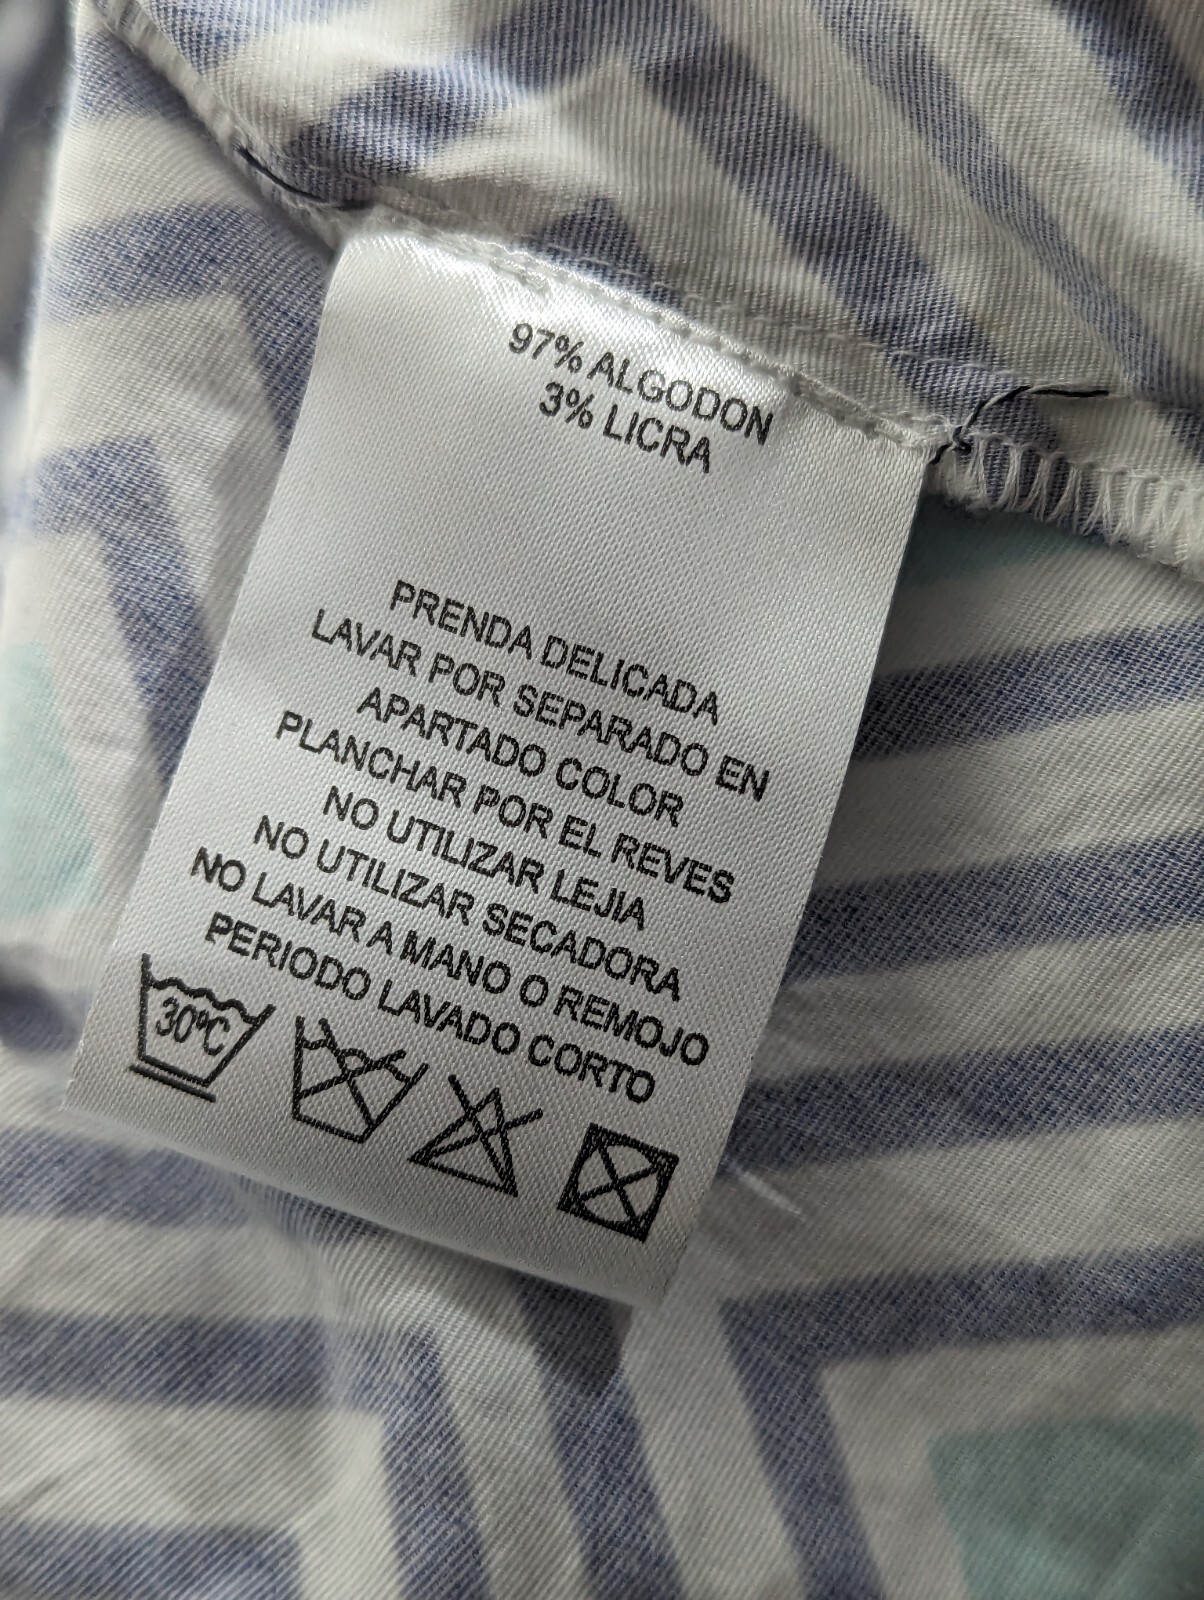 97% ALGODON
3% LICRA
PRENDA DELICADA
LAVAR POR SEPARADO EN
APARTADO COLOR
PLANCHAR POR EL REVES
NO UTILIZAR LEJIA
NO UTILIZAR SECADORA
NO LAVAR A MANO O REMOJO
PERIODO LAVADO CORTO
30ºC